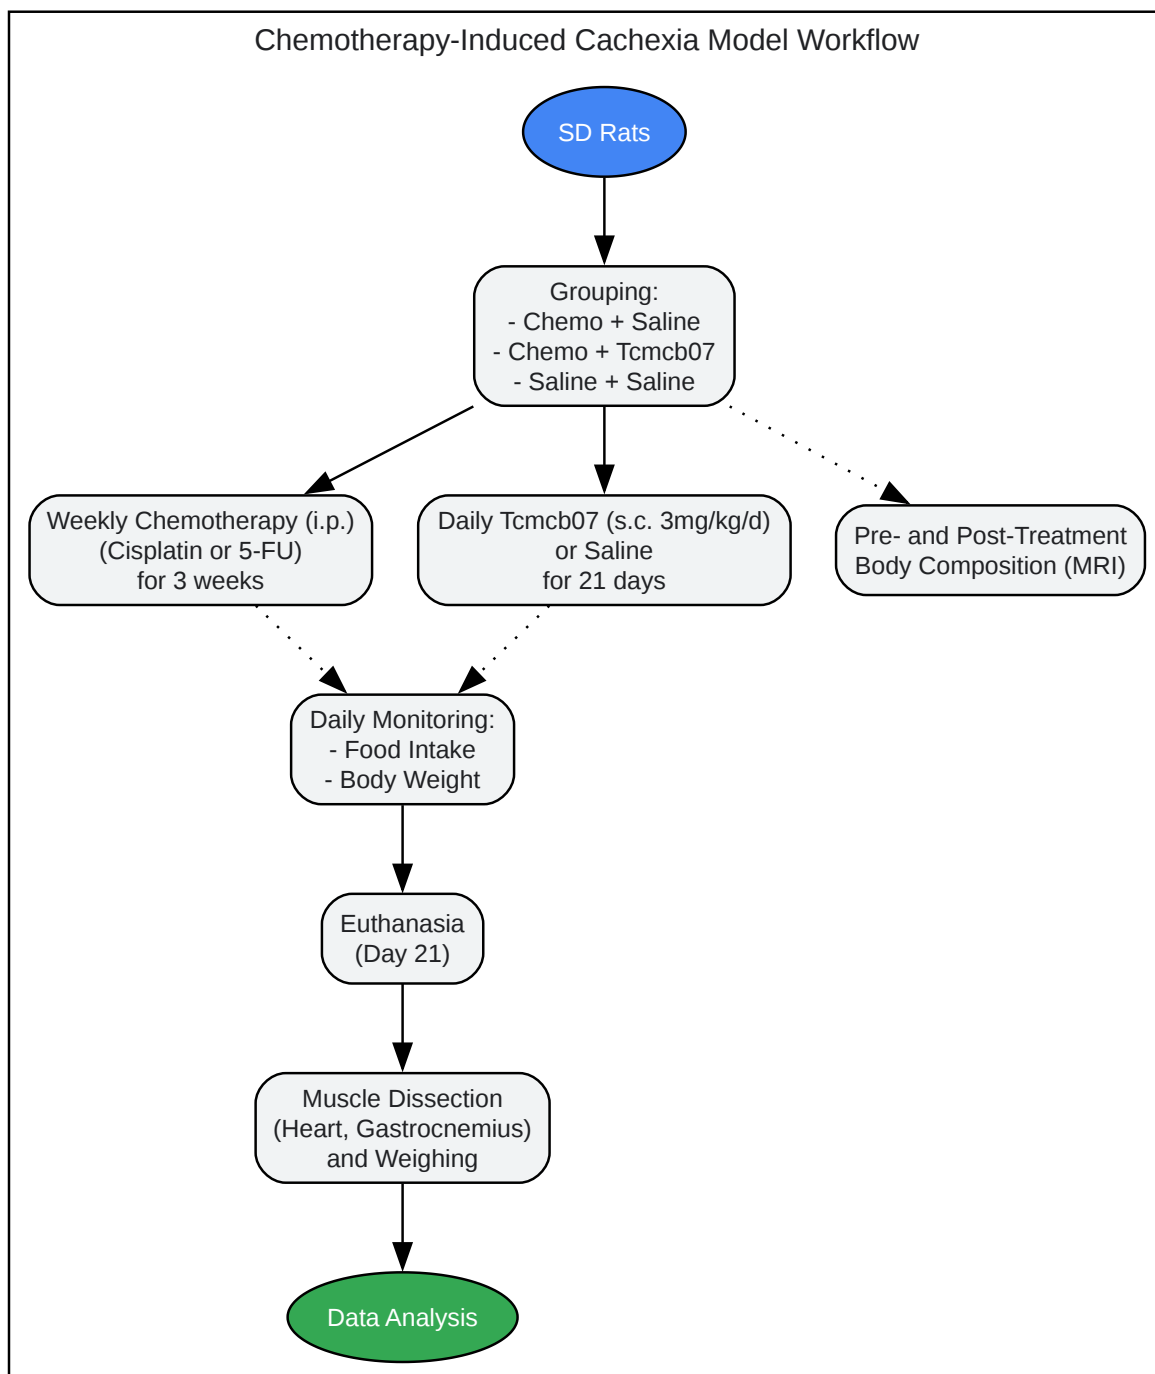 Chemotherapy-Induced Cachexia Model Workflow
SD Rats
Grouping:
- Chemo + Saline
- Chemo + Tcmcb07
- Saline + Saline
Weekly Chemotherapy (i.p.)
(Cisplatin or 5-FU)
for 3 weeks
Daily Tcmcb07 (s.c. 3mg/kg/d)
or Saline
for 21 days
Pre- and Post-Treatment
Body Composition (MRI)
Daily Monitoring:
- Food Intake
- Body Weight
Euthanasia
(Day 21)
Muscle Dissection
(Heart, Gastrocnemius)
and Weighing
Data Analysis